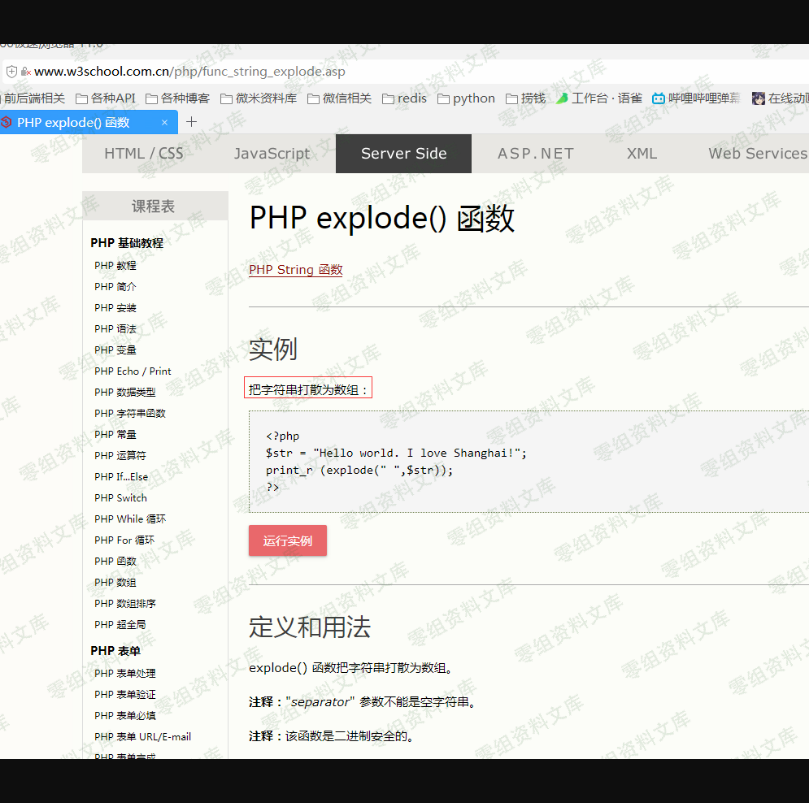 www.w3school.com.cn/php/func_string_explode.asp
前后端相关 各种API 各种博客 微米资料库 微信相关 redis python 捞钱 工作台 · 语雀 哔哩哔哩弹幕 在线动
PHP explode() 函数 × +
HTML / CSS JavaScript Server Side ASP.NET XML Web Services
课程表
PHP 基础教程
PHP 教程
PHP 简介
PHP 安装
PHP 语法
PHP 变量
PHP Echo / Print
PHP 数据类型
PHP 字符串函数
PHP 常量
PHP 运算符
PHP If...Else
PHP Switch
PHP While 循环
PHP For 循环
PHP 函数
PHP 数组
PHP 数组排序
PHP 超全局
PHP 表单
PHP 表单处理
PHP 表单验证
PHP 表单必填
PHP 表单 URL/E-mail
PHP 表单完成
PHP explode() 函数
PHP String 函数
实例
把字符串打散为数组：
<?php
$str = "Hello world. I love Shanghai!";
print_r (explode(" ",$str));
?>
运行实例
定义和用法
explode() 函数把字符串打散为数组。
注释："separator" 参数不能是空字符串。
注释：该函数是二进制安全的。
零组资料文库